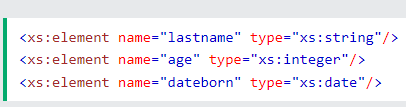 <xs:element name="lastname" type="xs:string"/>
<xs:element name="age" type="xs:integer"/>
<xs:element name="dateborn" type="xs:date"/>